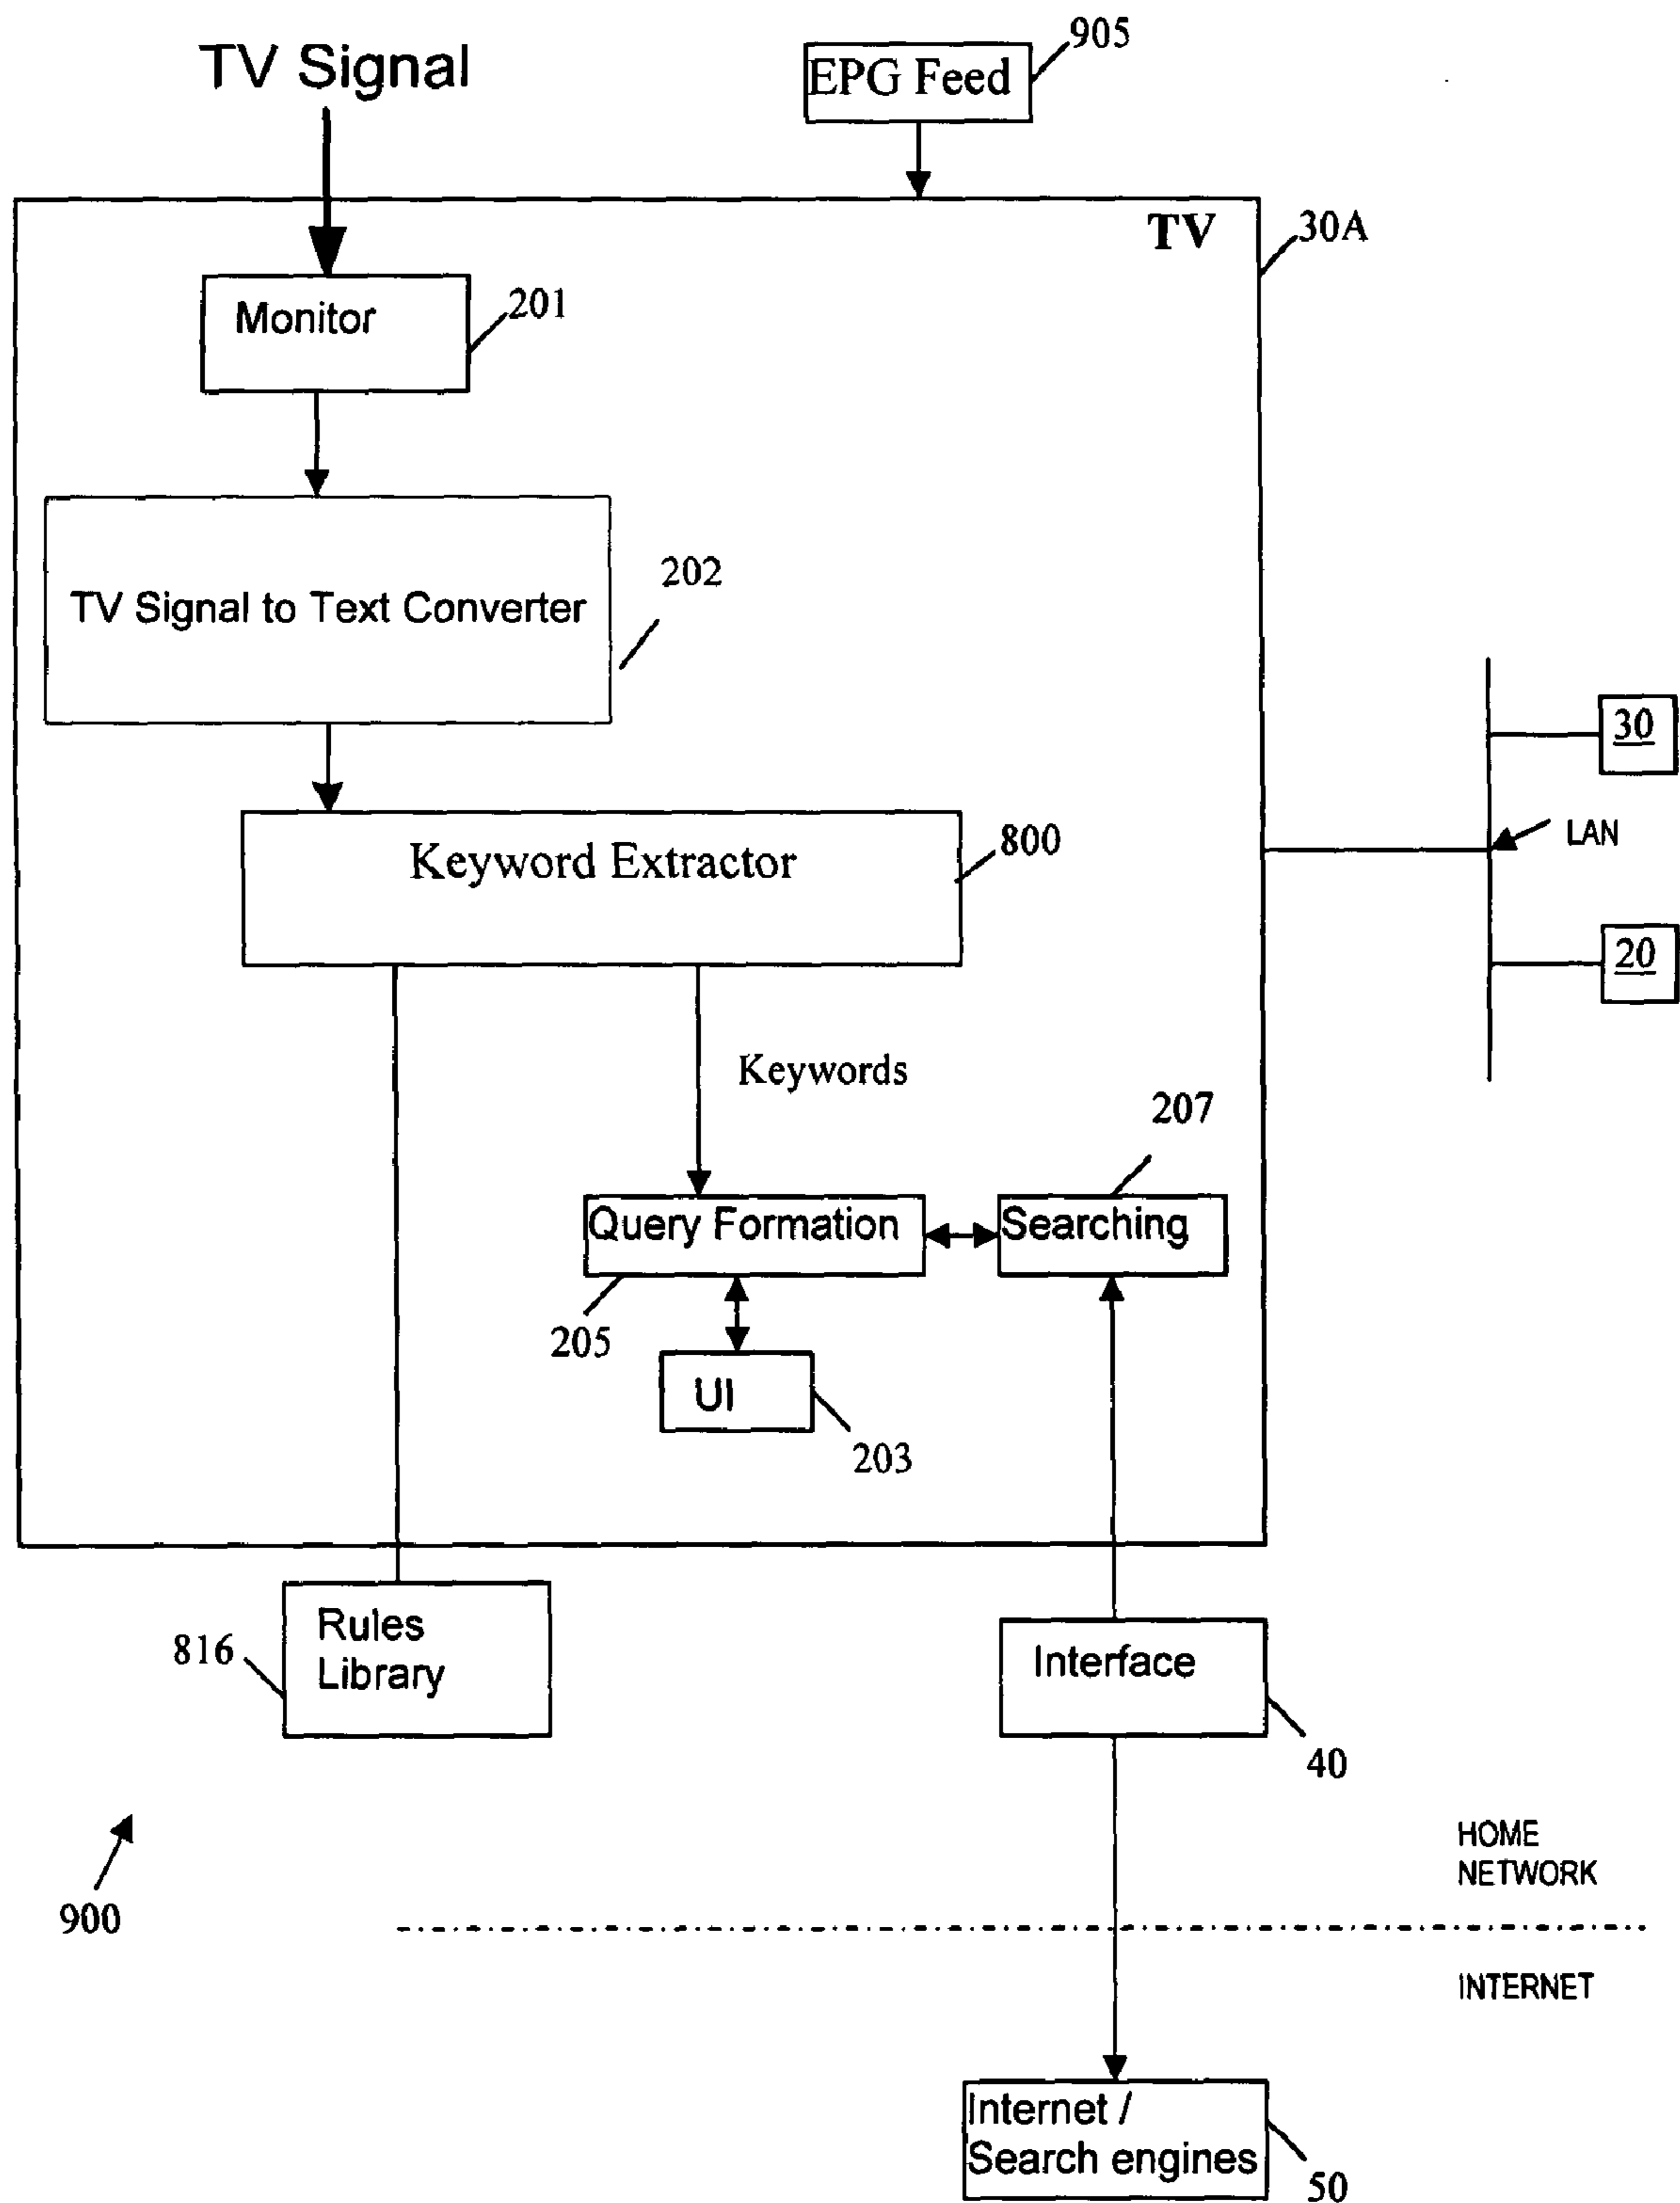 TV Signal
EPG Feed
905
TV
30A
Monitor
201
TV Signal to Text Converter
202
30
LAN
Keyword Extractor
800
20
Keywords
207
Query Formation
Searching
205
UI
203
Rules
Library
816
Interface
40
HOME
NETWORK
900
INTERNET
Internet /
Search engines
50